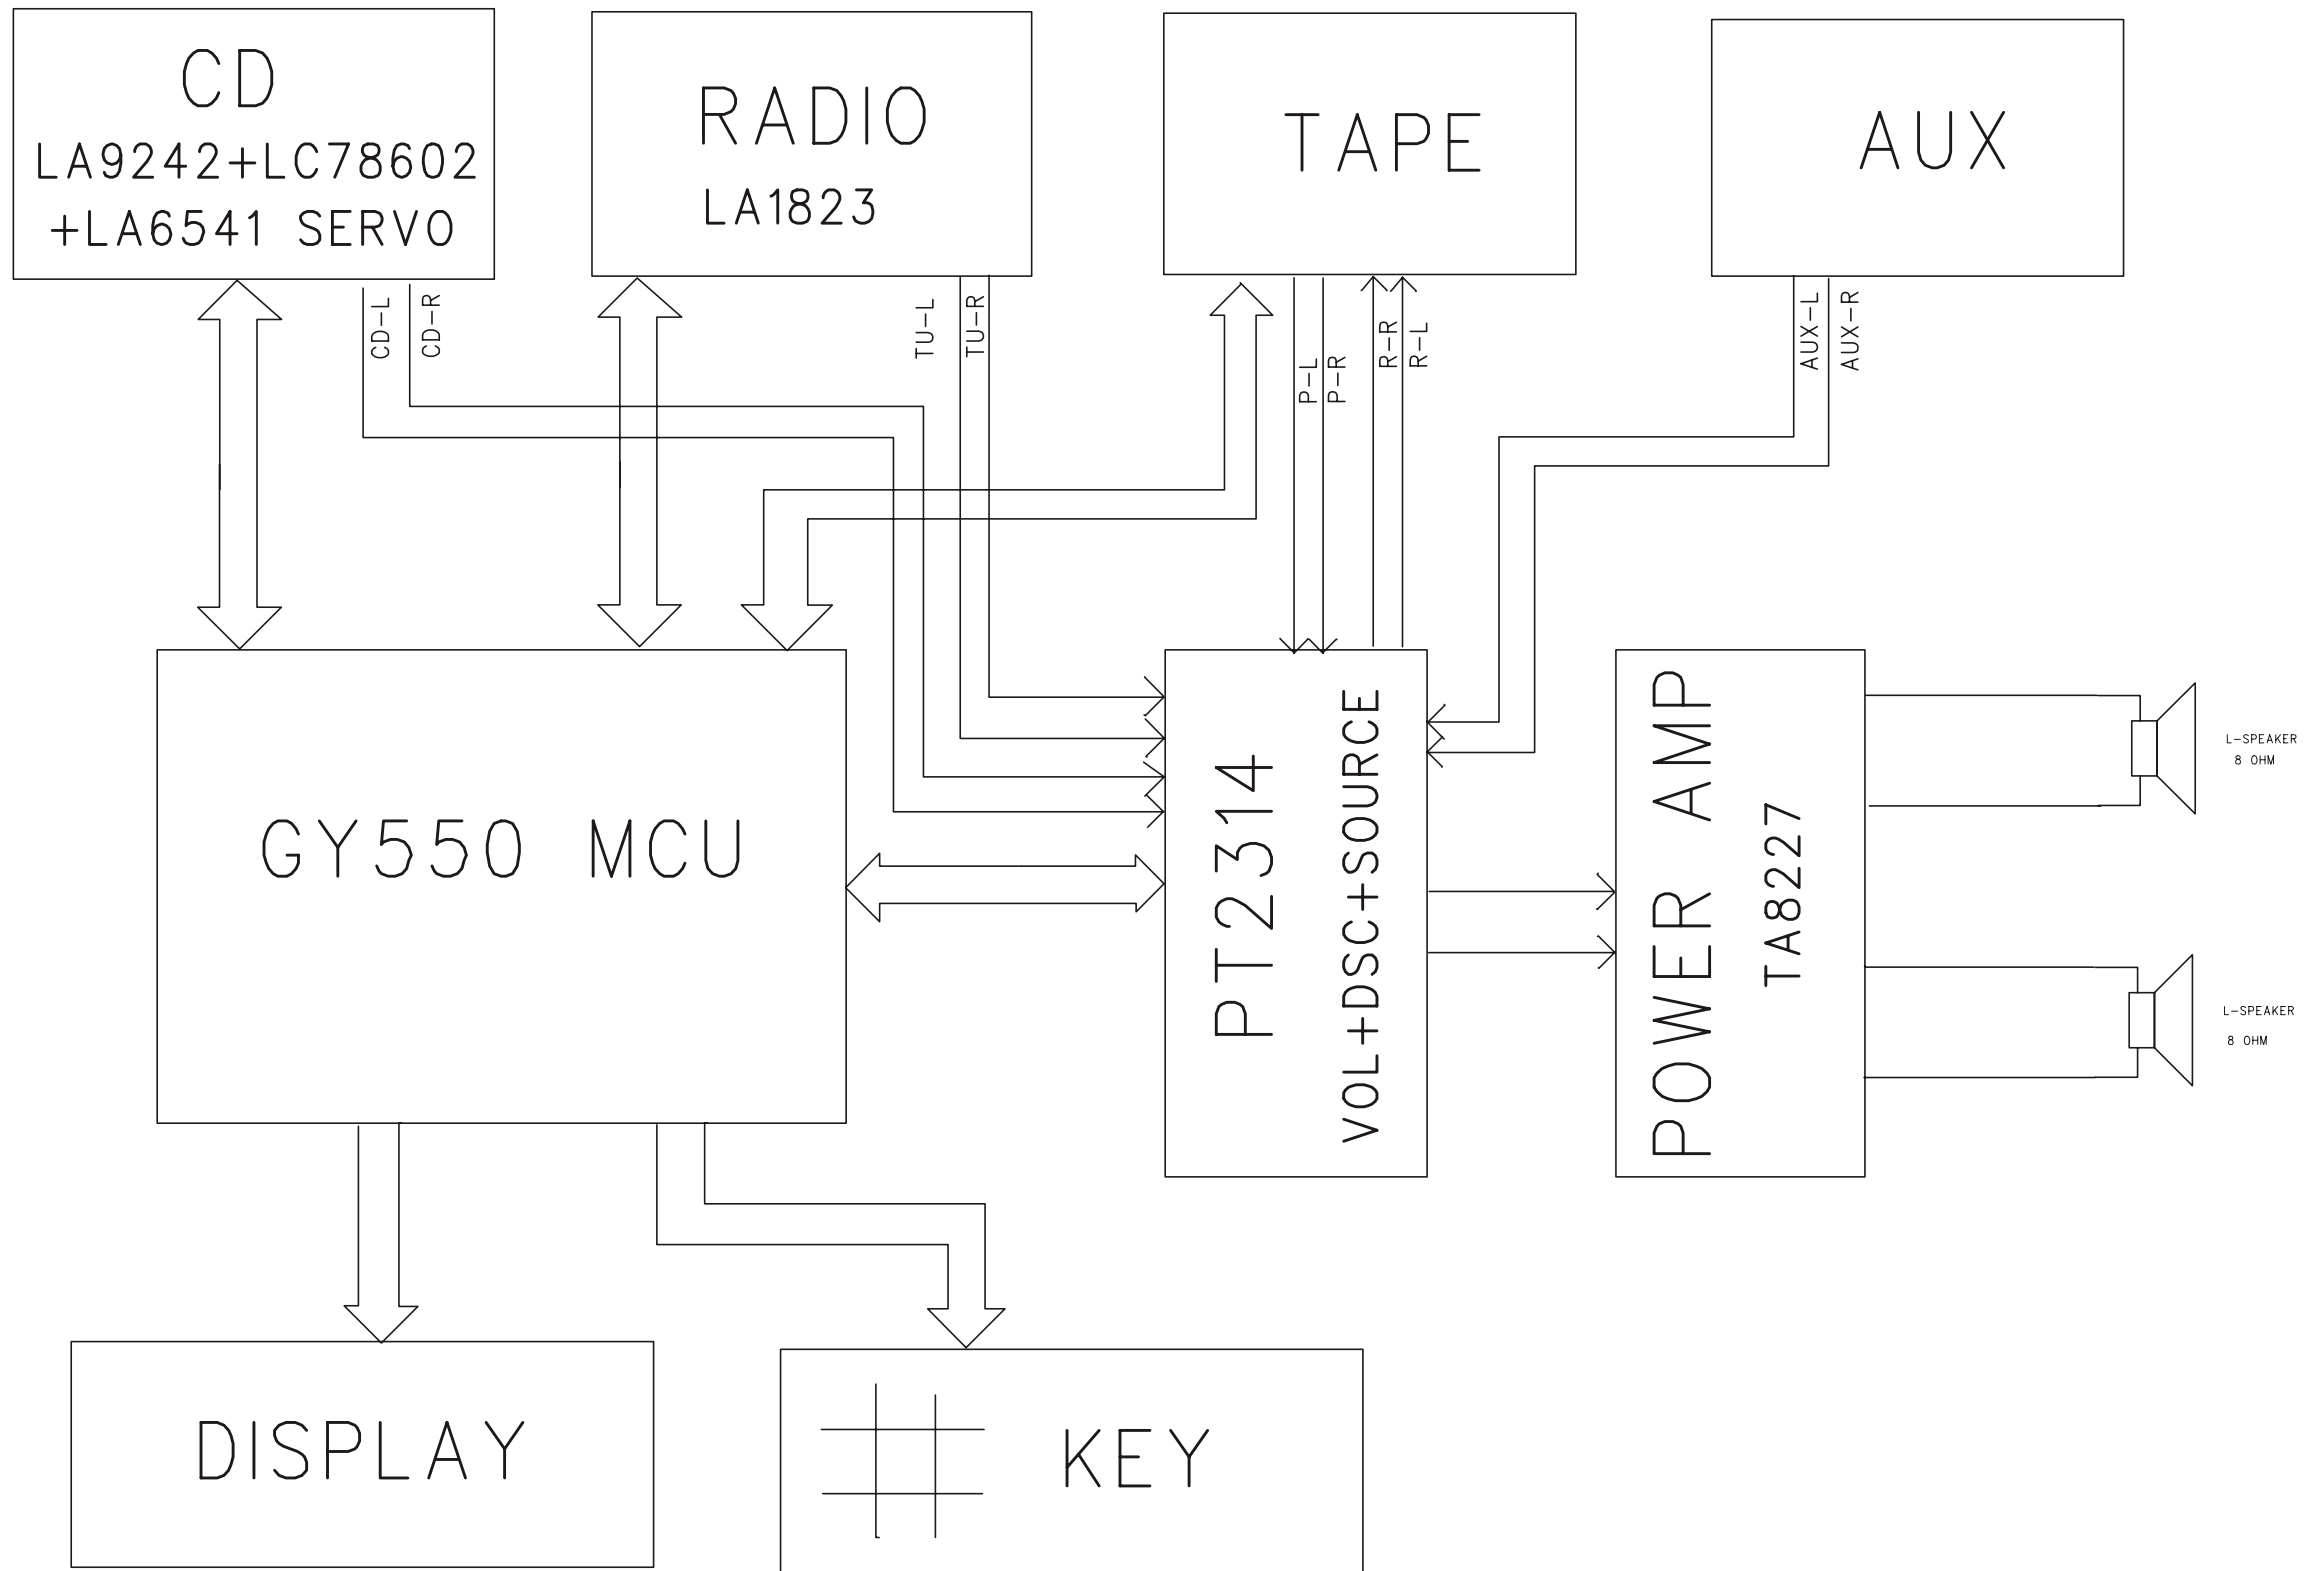 CD
LA9242+LC78602
+LA6541 SERVO
RADIO
LA1823
TAPE
AUX
CD-L
CD-R
TU-L
TU-R
P-L
P-R
R-R
R-L
AUX-L
AUX-R
GY550 MCU
PT2314
VOL+DSC+SOURCE
POWER AMP
TA8227
L-SPEAKER
8 OHM
L-SPEAKER
8 OHM
DISPLAY
KEY